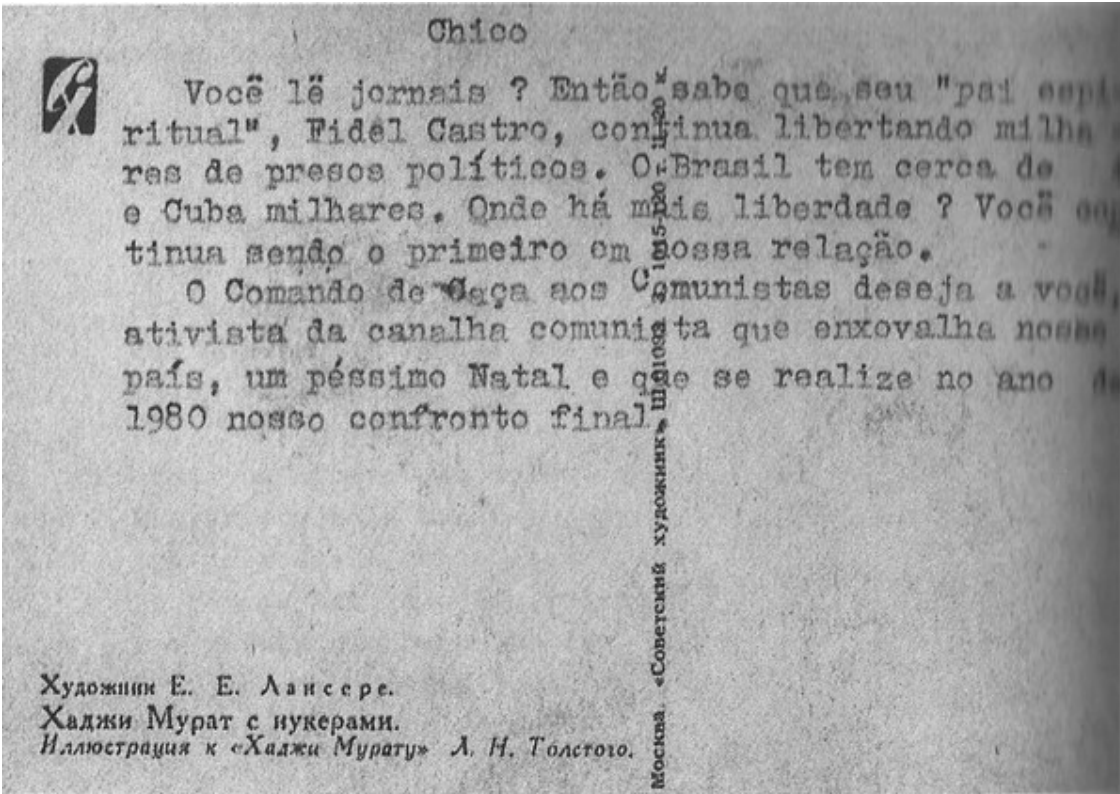 Chico
Você lê jornais ? Então sabe que seu "pai espi
ritual", Fidel Castro, continua libertando milha
res de presos políticos. O Brasil tem cerca de
e Cuba milhares. Onde há mais liberdade ? Você
tinua sendo o primeiro em nossa relação.
O Comando de Caça aos Comunistas deseja a você,
ativista da canalha comunista que enxovalha nosso
país, um péssimo Natal e que se realize no ano de
1980 nosso confronto final.
Художник Е. Е. Лансере.
Хаджи Мурат с нукерами.
Иллюстрация к «Хаджи Мурату» Л. Н. Толстого.
Москва. «Советский художник»